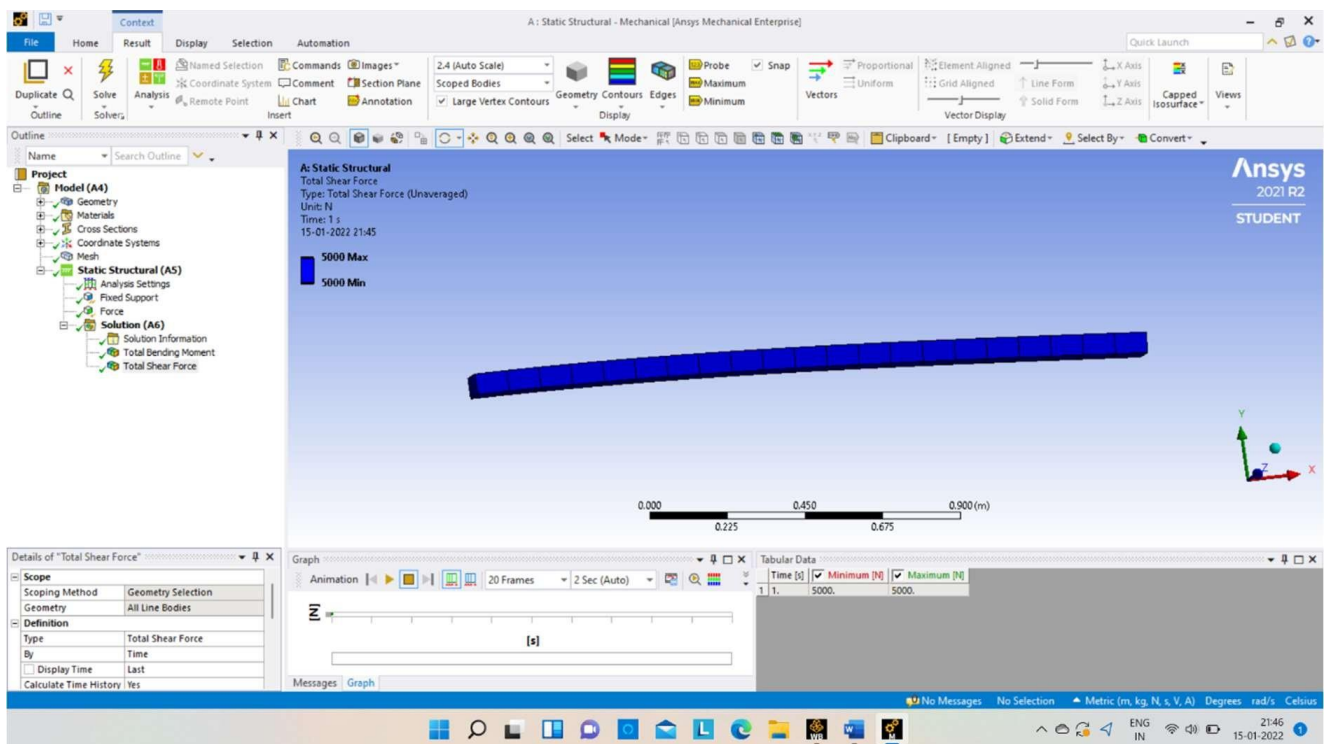 Context
A : Static Structural - Mechanical [Ansys Mechanical Enterprise]
File Home Result Display Selection Automation
Quick Launch
Duplicate Q
Outline
Solve
Solver
Analysis
Named Selection
Coordinate System
Remote Point
Commands
Comment
Chart
Images
Section Plane
Annotation
Insert
2.4 (Auto Scale)
Scoped Bodies
Large Vertex Contours
Geometry Contours Edges
Probe
Maximum
Minimum
Snap
Display
Vectors
Proportional
Uniform
Element Aligned
Grid Aligned
Line Form
Solid Form
X Axis
Y Axis
Z Axis
Vector Display
Capped
Isosurface
Views
Outline
Name Search Outline
Select Mode Clipboard [ Empty ] Extend Select By Convert
Project
Model (A4)
Geometry
Materials
Cross Sections
Coordinate Systems
Mesh
Static Structural (A5)
Analysis Settings
Fixed Support
Force
Solution (A6)
Solution Information
Total Bending Moment
Total Shear Force
A: Static Structural
Total Shear Force
Type: Total Shear Force (Unaveraged)
Unit: N
Time: 1 s
15-01-2022 21:45
5000 Max
5000 Min
Ansys
2021 R2
STUDENT
Y
Z X
0.000 0.450 0.900 (m)
0.225 0.675
Details of "Total Shear Force"
Scope
Scoping Method Geometry Selection
Geometry All Line Bodies
Definition
Type Total Shear Force
By Time
Display Time Last
Calculate Time History Yes
Graph
Animation 20 Frames 2 Sec (Auto)
[N]
[s]
Messages Graph
Tabular Data
Time [s] Minimum [N] Maximum [N]
1 1. 5000. 5000.
No Messages No Selection Metric (m, kg, N, s, V, A) Degrees rad/s Celsius
L WB W M
ENG
IN
21:46
15-01-2022
1